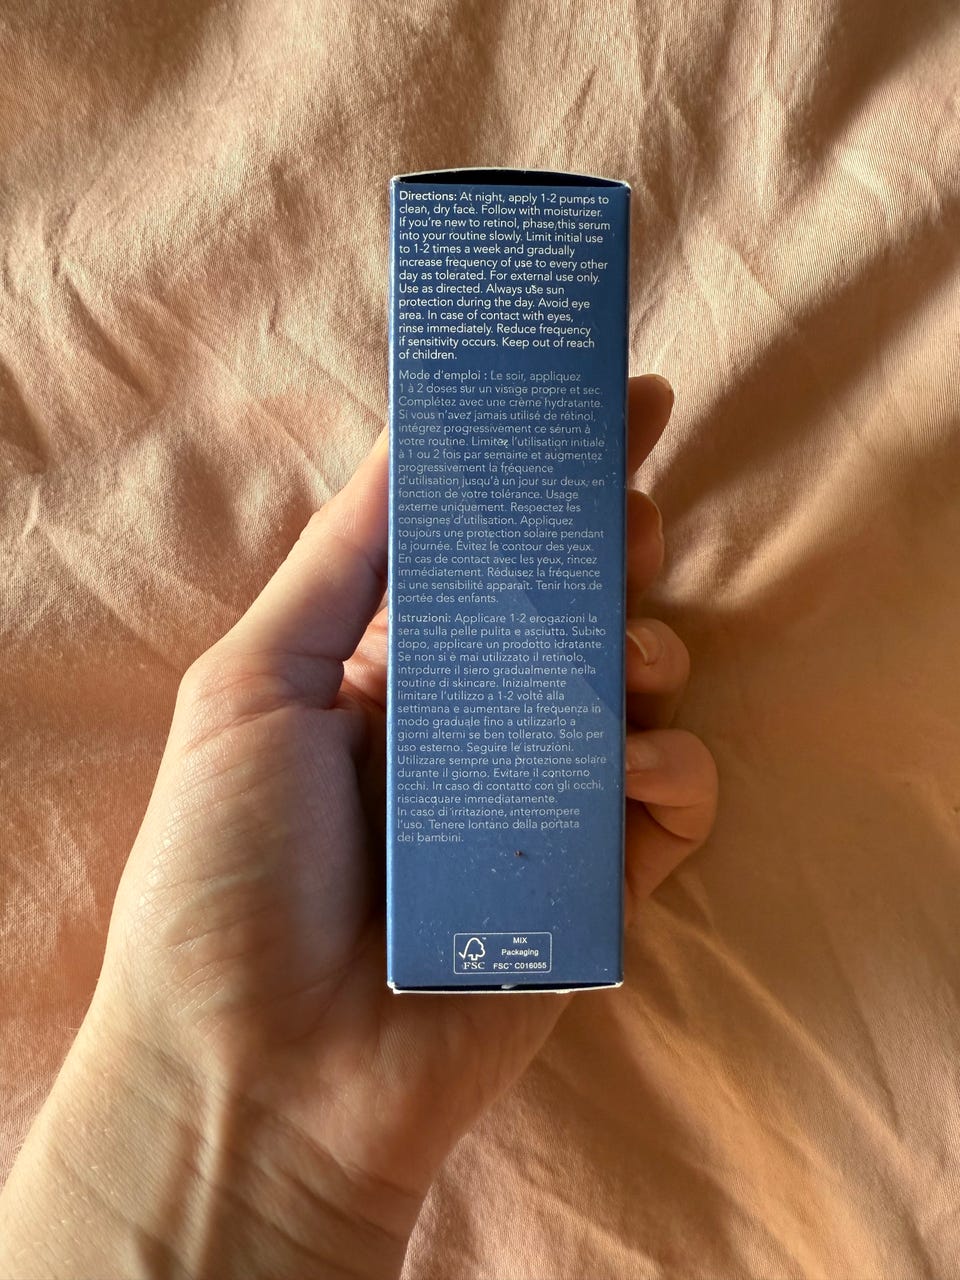 Directions: At night, apply 1-2 pumps to
clean, dry face. Follow with moisturizer.
If you're new to retinol, phase this serum
into your routine slowly. Limit initial use
to 1-2 times a week and gradually
increase frequency of use to every other
day as tolerated. For external use only.
Use as directed. Always use sun
protection during the day. Avoid eye
area. In case of contact with eyes,
rinse immediately. Reduce frequency
if sensitivity occurs. Keep out of reach
of children.
Mode d'emploi : Le soir, appliquez
1 à 2 doses sur un visage propre et sec.
Complétez avec une crème hydratante.
Si vous n'avez jamais utilisé de rétinol,
intégrez progressivement ce sérum à
votre routine. Limitez l'utilisation initiale
à 1 ou 2 fois par semaine et augmentez
progressivement la fréquence
d'utilisation jusqu'à un jour sur deux, en
fonction de votre tolérance. Usage
externe uniquement. Respectez les
consignes d'utilisation. Appliquez
toujours une protection solaire pendant
la journée. Évitez le contour des yeux.
En cas de contact avec les yeux, rincez
immédiatement. Réduisez la fréquence
si une sensibilité apparaît. Tenir hors de
portée des enfants.
Istruzioni: Applicare 1-2 erogazioni la
sera sulla pelle pulita e asciutta. Subito
dopo, applicare un prodotto idratante.
Se non si è mai utilizzato il retinolo,
introdurre il siero gradualmente nella
routine di skincare. Inizialmente
limitare l'utilizzo a 1-2 volte alla
settimana e aumentare la frequenza in
modo graduale fino a utilizzarlo a
giorni alterni se ben tollerato. Solo per
uso esterno. Seguire le istruzioni.
Utilizzare sempre una protezione solare
durante il giorno. Evitare il contorno
occhi. In caso di contatto con gli occhi,
risciacquare immediatamente.
In caso di irritazione, interrompere
l'uso. Tenere lontano dalla portata
dei bambini.
MIX
Packaging
FSC™ FSC™ C016055